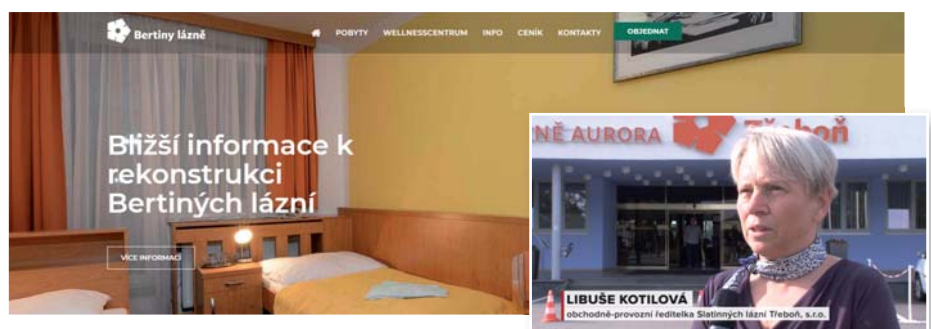 Bertiny lázně
POBYTY WELLNESSCENTRUM INFO CENÍK KONTAKTY OBJEDNAT
Bližší informace k
rekonstrukci
Bertiných lázní
VÍCE INFORMACÍ
NĚ AURORA Třeboň
LIBUŠE KOTILOVÁ
obchodně-provozní ředitelka Slatinných lázní Třeboň, s.r.o.